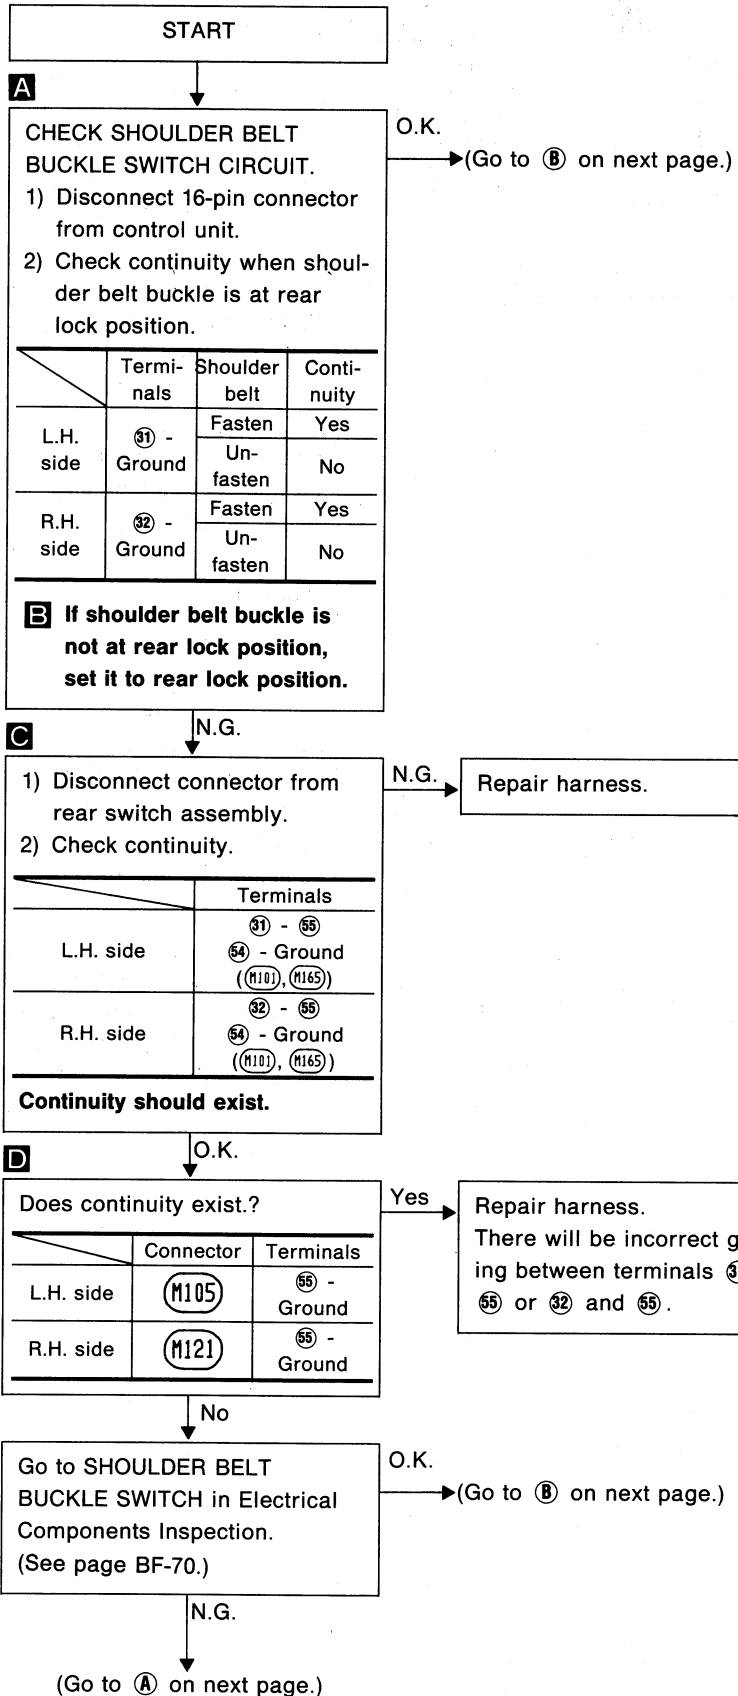 START
A
CHECK SHOULDER BELT
BUCKLE SWITCH CIRCUIT.
1) Disconnect 16-pin connector
from control unit.
2) Check continuity when shoul-
der belt buckle is at rear
lock position.
O.K.
(Go to Ⓑ on next page.)
Termi-
nals
Shoulder
belt
Conti-
nuity
L.H.
side
㉛ -
Ground
Fasten
Yes
Un-
fasten
No
R.H.
side
㉜ -
Ground
Fasten
Yes
Un-
fasten
No
B If shoulder belt buckle is
not at rear lock position,
set it to rear lock position.
N.G.
C
1) Disconnect connector from
rear switch assembly.
2) Check continuity.
N.G.
Repair harness.
Terminals
L.H. side
㉛ - 55
54 - Ground
(M101, M165)
R.H. side
㉜ - 55
54 - Ground
(M101, M165)
Continuity should exist.
O.K.
D
Does continuity exist.?
Yes
Repair harness.
There will be incorrect
ing between terminals
55 or ㉜ and 55.
Connector Terminals
L.H. side
M105
55 -
Ground
R.H. side
M121
55 -
Ground
No
Go to SHOULDER BELT
BUCKLE SWITCH in Electrical
Components Inspection.
(See page BF-70.)
O.K.
(Go to Ⓑ on next page.)
N.G.
(Go to Ⓐ on next page.)